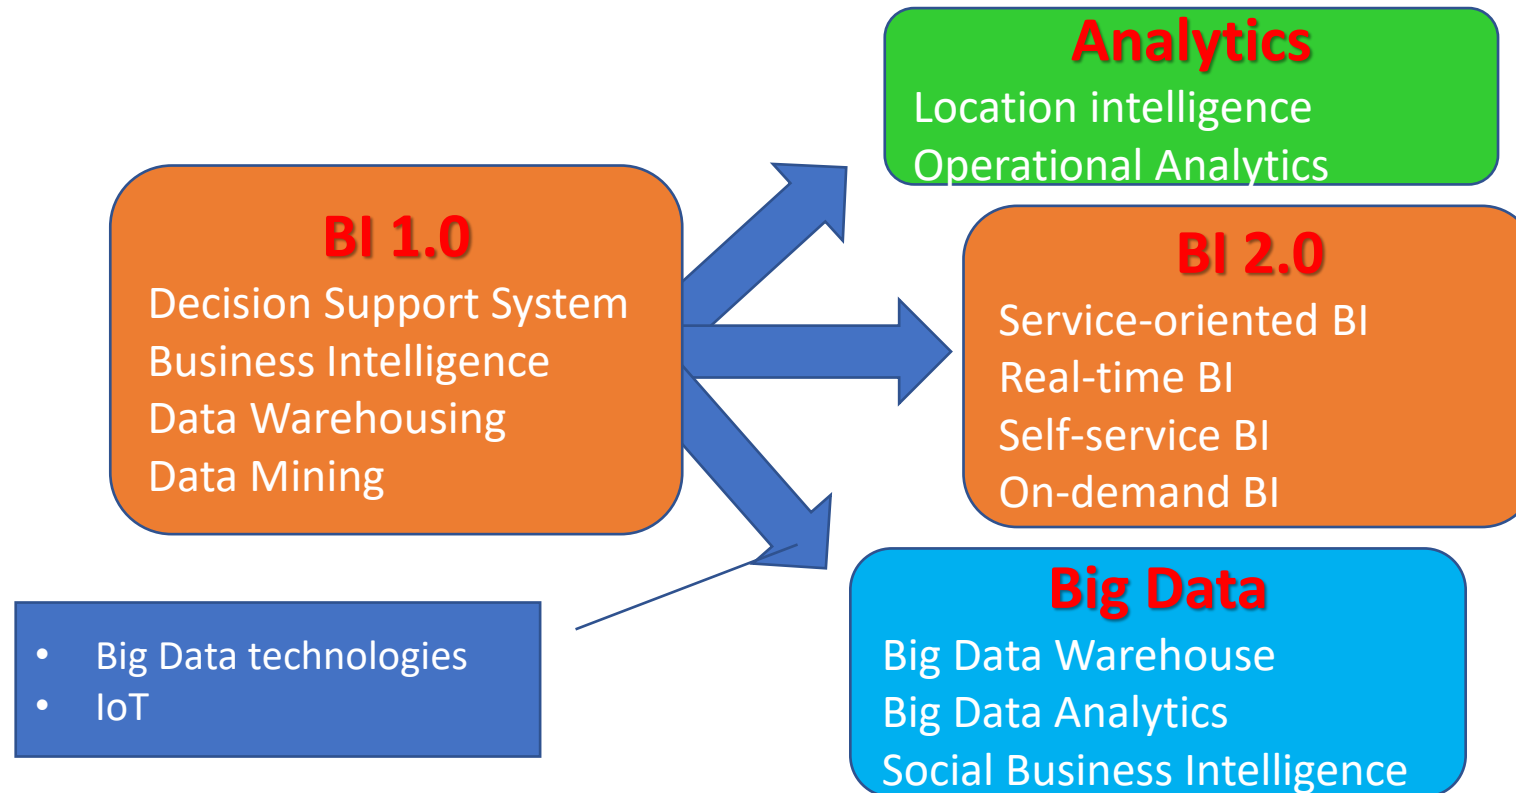 Analytics
Location intelligence
Operational Analytics
BI 1.0
Decision Support System
Business Intelligence
Data Warehousing
Data Mining
BI 2.0
Service-oriented BI
Real-time BI
Self-service BI
On-demand BI
• Big Data technologies
• IoT
Big Data
Big Data Warehouse
Big Data Analytics
Social Business Intelligence